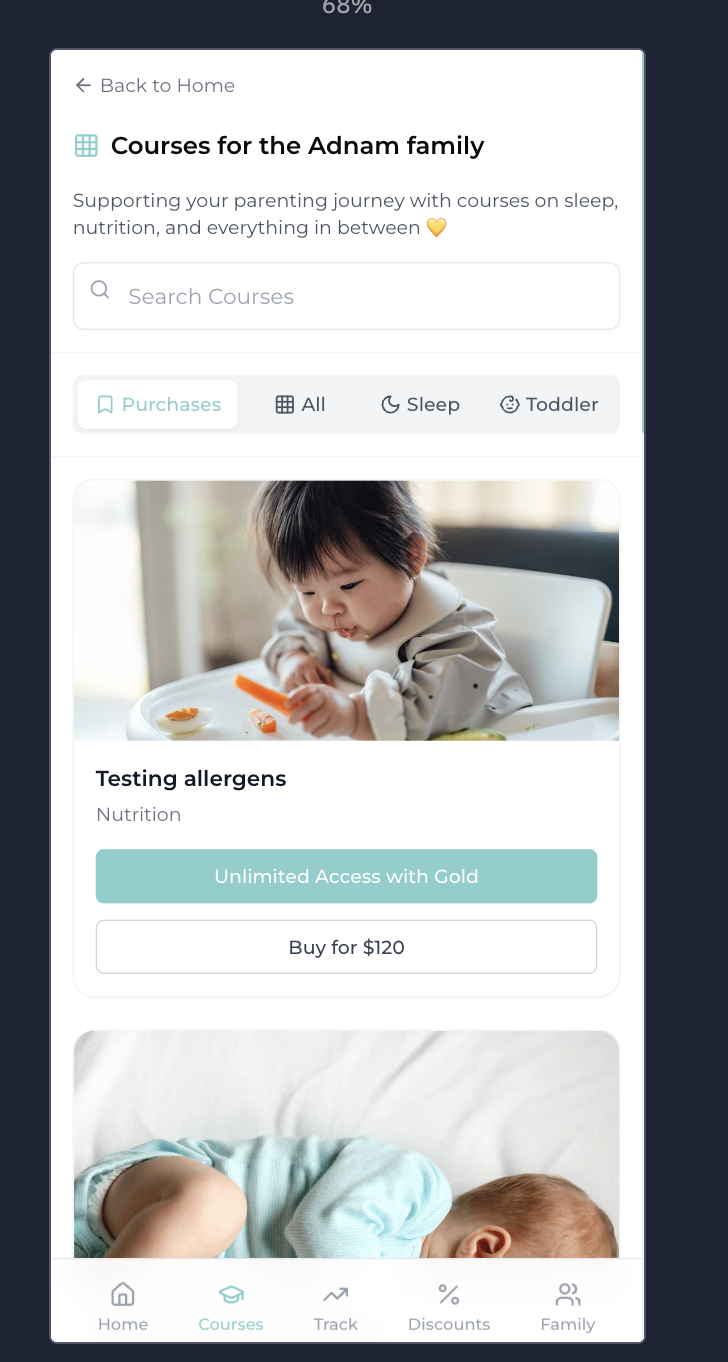 68%
Back to Home
Courses for the Adnam family
Supporting your parenting journey with courses on sleep,
nutrition, and everything in between 💛
Search Courses
Purchases All Sleep Toddler
Testing allergens
Nutrition
Unlimited Access with Gold
Buy for $120
Home Courses Track Discounts Family